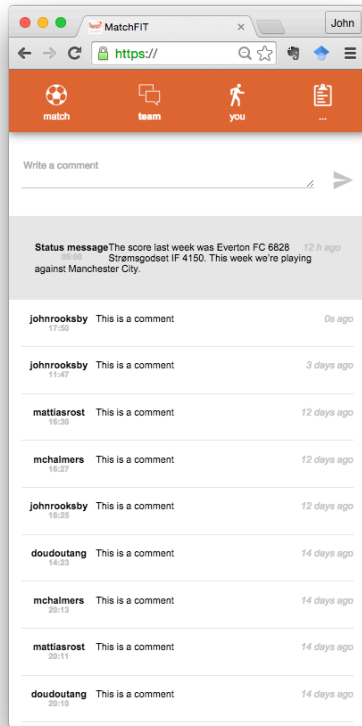 MatchFIT
John
https://
match team you ...
Write a comment
Status message The score last week was Everton FC 6828 12 h ago
05:00 Strømsgodset IF 4150. This week we're playing
against Manchester City.
johnrooksby This is a comment 0s ago
17:50
johnrooksby This is a comment 3 days ago
11:47
mattiasrost This is a comment 12 days ago
16:30
mchalmers This is a comment 12 days ago
16:27
johnrooksby This is a comment 12 days ago
16:25
doudoutang This is a comment 14 days ago
14:23
mchalmers This is a comment 14 days ago
20:13
mattiasrost This is a comment 14 days ago
20:11
doudoutang This is a comment 14 days ago
20:10